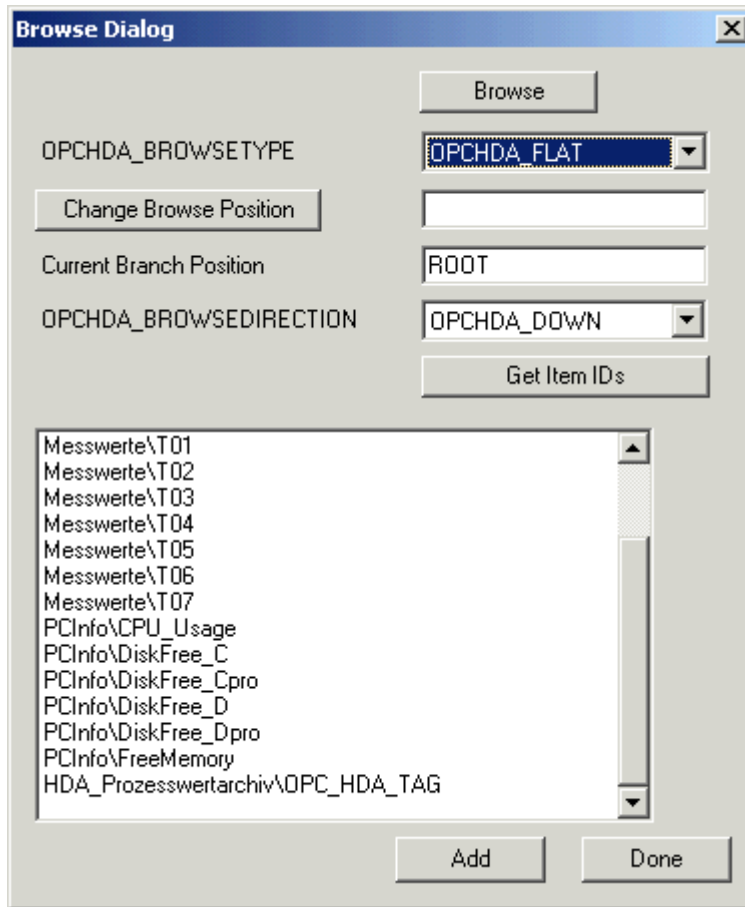 Browse Dialog
Browse
OPCHDA_BROWSETYPE OPCHDA_FLAT
Change Browse Position
Current Branch Position ROOT
OPCHDA_BROWSEDIRECTION OPCHDA_DOWN
Get Item IDs
Messwerte\T01
Messwerte\T02
Messwerte\T03
Messwerte\T04
Messwerte\T05
Messwerte\T06
Messwerte\T07
PCInfo\CPU_Usage
PCInfo\DiskFree_C
PCInfo\DiskFree_Cpro
PCInfo\DiskFree_D
PCInfo\DiskFree_Dpro
PCInfo\FreeMemory
HDA_Prozesswertarchiv\OPC_HDA_TAG
Add Done